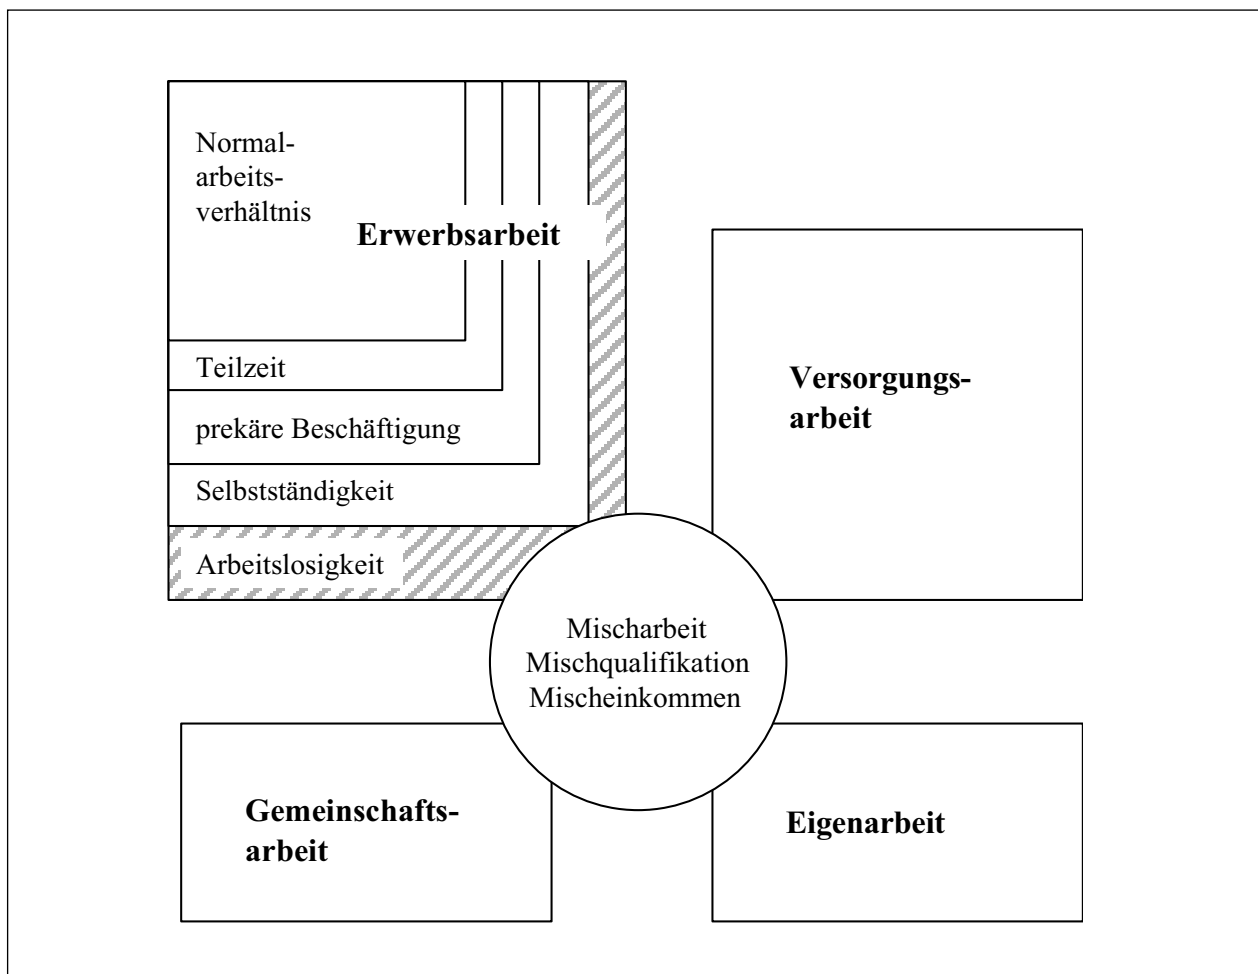 Normal-
arbeits-
verhältnis
Erwerbsarbeit
Teilzeit
prekäre Beschäftigung
Selbstständigkeit
Arbeitslosigkeit
Versorgungs-
arbeit
Mischarbeit
Mischqualifikation
Mischeinkommen
Gemeinschafts-
arbeit
Eigenarbeit